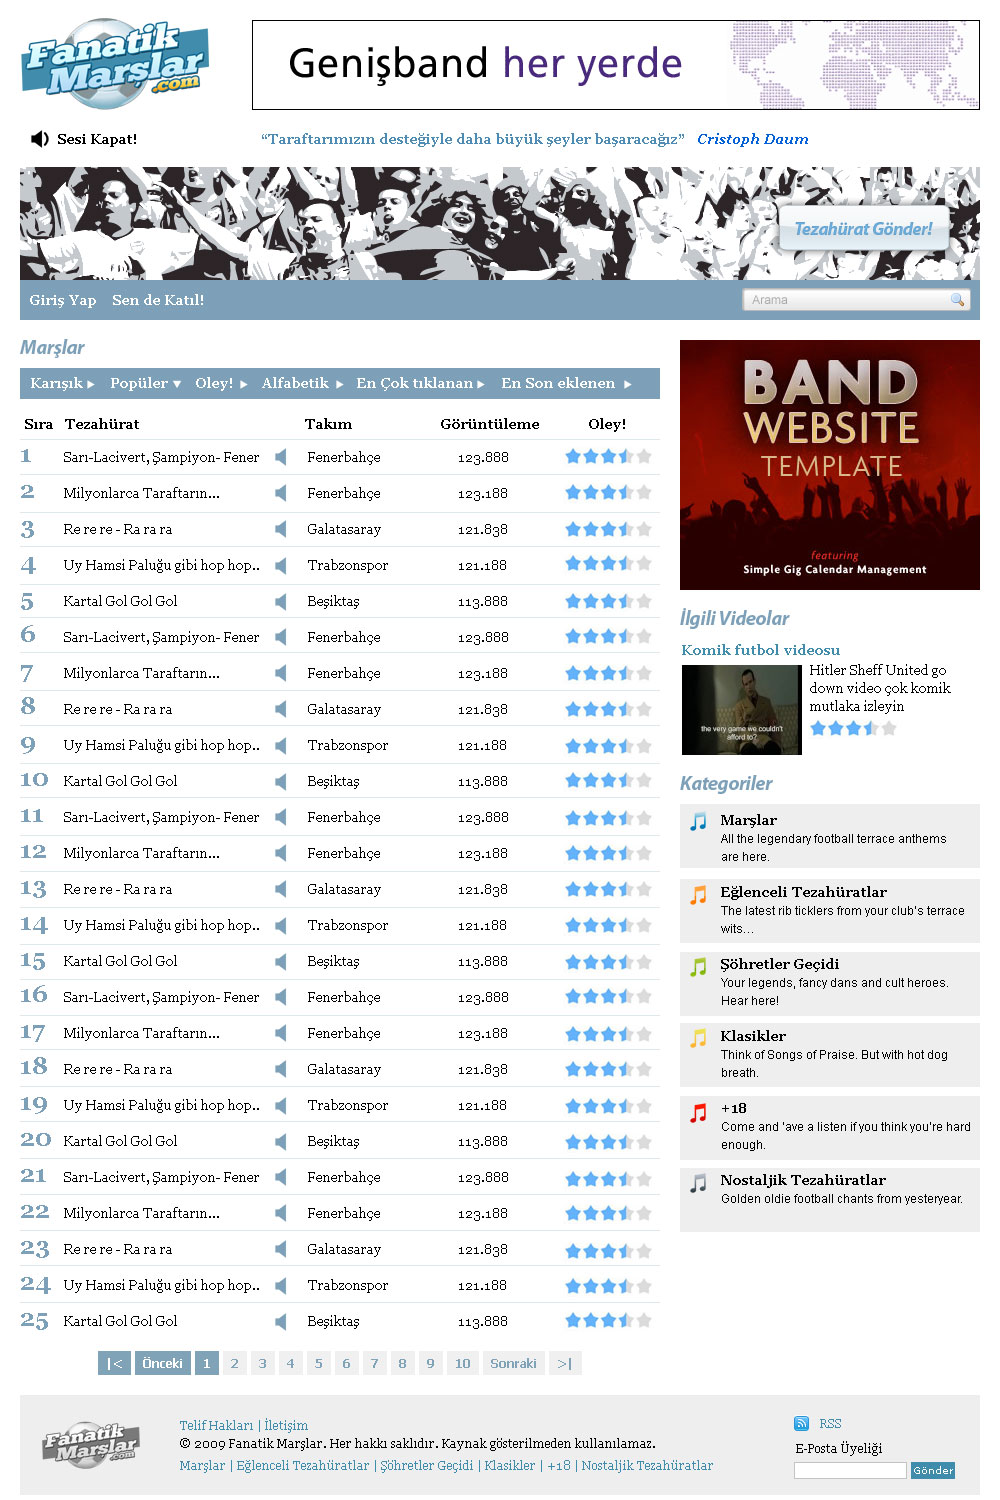 Fanatik
Marşlar
.com
Genişband her yerde
Sesi Kapat!
“Taraftarımızın desteğiyle daha büyük şeyler başaracağız” Cristoph Daum
Tezahürat Gönder!
Giriş Yap Sen de Katıl!
Arama
Marşlar
Karışık Popüler Oley! Alfabetik En Çok tıklanan En Son eklenen
Sıra Tezahürat Takım Görüntüleme Oley!
1 Sarı-Lacivert, Şampiyon- Fener Fenerbahçe 123.888
2 Milyonlarca Taraftarın... Fenerbahçe 123.188
3 Re re re - Ra ra ra Galatasaray 121.838
4 Uy Hamsi Paluğu gibi hop hop.. Trabzonspor 121.188
5 Kartal Gol Gol Gol Beşiktaş 113.888
6 Sarı-Lacivert, Şampiyon- Fener Fenerbahçe 123.888
7 Milyonlarca Taraftarın... Fenerbahçe 123.188
8 Re re re - Ra ra ra Galatasaray 121.838
9 Uy Hamsi Paluğu gibi hop hop.. Trabzonspor 121.188
10 Kartal Gol Gol Gol Beşiktaş 113.888
11 Sarı-Lacivert, Şampiyon- Fener Fenerbahçe 123.888
12 Milyonlarca Taraftarın... Fenerbahçe 123.188
13 Re re re - Ra ra ra Galatasaray 121.838
14 Uy Hamsi Paluğu gibi hop hop.. Trabzonspor 121.188
15 Kartal Gol Gol Gol Beşiktaş 113.888
16 Sarı-Lacivert, Şampiyon- Fener Fenerbahçe 123.888
17 Milyonlarca Taraftarın... Fenerbahçe 123.188
18 Re re re - Ra ra ra Galatasaray 121.838
19 Uy Hamsi Paluğu gibi hop hop.. Trabzonspor 121.188
20 Kartal Gol Gol Gol Beşiktaş 113.888
21 Sarı-Lacivert, Şampiyon- Fener Fenerbahçe 123.888
22 Milyonlarca Taraftarın... Fenerbahçe 123.188
23 Re re re - Ra ra ra Galatasaray 121.838
24 Uy Hamsi Paluğu gibi hop hop.. Trabzonspor 121.188
25 Kartal Gol Gol Gol Beşiktaş 113.888
|< Önceki 1 2 3 4 5 6 7 8 9 10 Sonraki >|
BAND
WEBSITE
TEMPLATE
featuring
Simple Gig Calendar Management
İlgili Videolar
Komik futbol videosu
the very game we couldn't
afford to?
Hitler Sheff United go
down video çok komik
mutlaka izleyin
Kategoriler
Marşlar
All the legendary football terrace anthems
are here.
Eğlenceli Tezahüratlar
The latest rib ticklers from your club's terrace
wits...
Şöhretler Geçidi
Your legends, fancy dans and cult heroes.
Hear here!
Klasikler
Think of Songs of Praise. But with hot dog
breath.
+18
Come and 'ave a listen if you think you're hard
enough.
Nostaljik Tezahüratlar
Golden oldie football chants from yesteryear.
Fanatik
Marşlar
.com
Telif Hakları | İletişim
© 2009 Fanatik Marşlar. Her hakkı saklıdır. Kaynak gösterilmeden kullanılamaz.
Marşlar | Eğlenceli Tezahüratlar | Şöhretler Geçidi | Klasikler | +18 | Nostaljik Tezahüratlar
RSS
E-Posta Üyeliği
Gönder